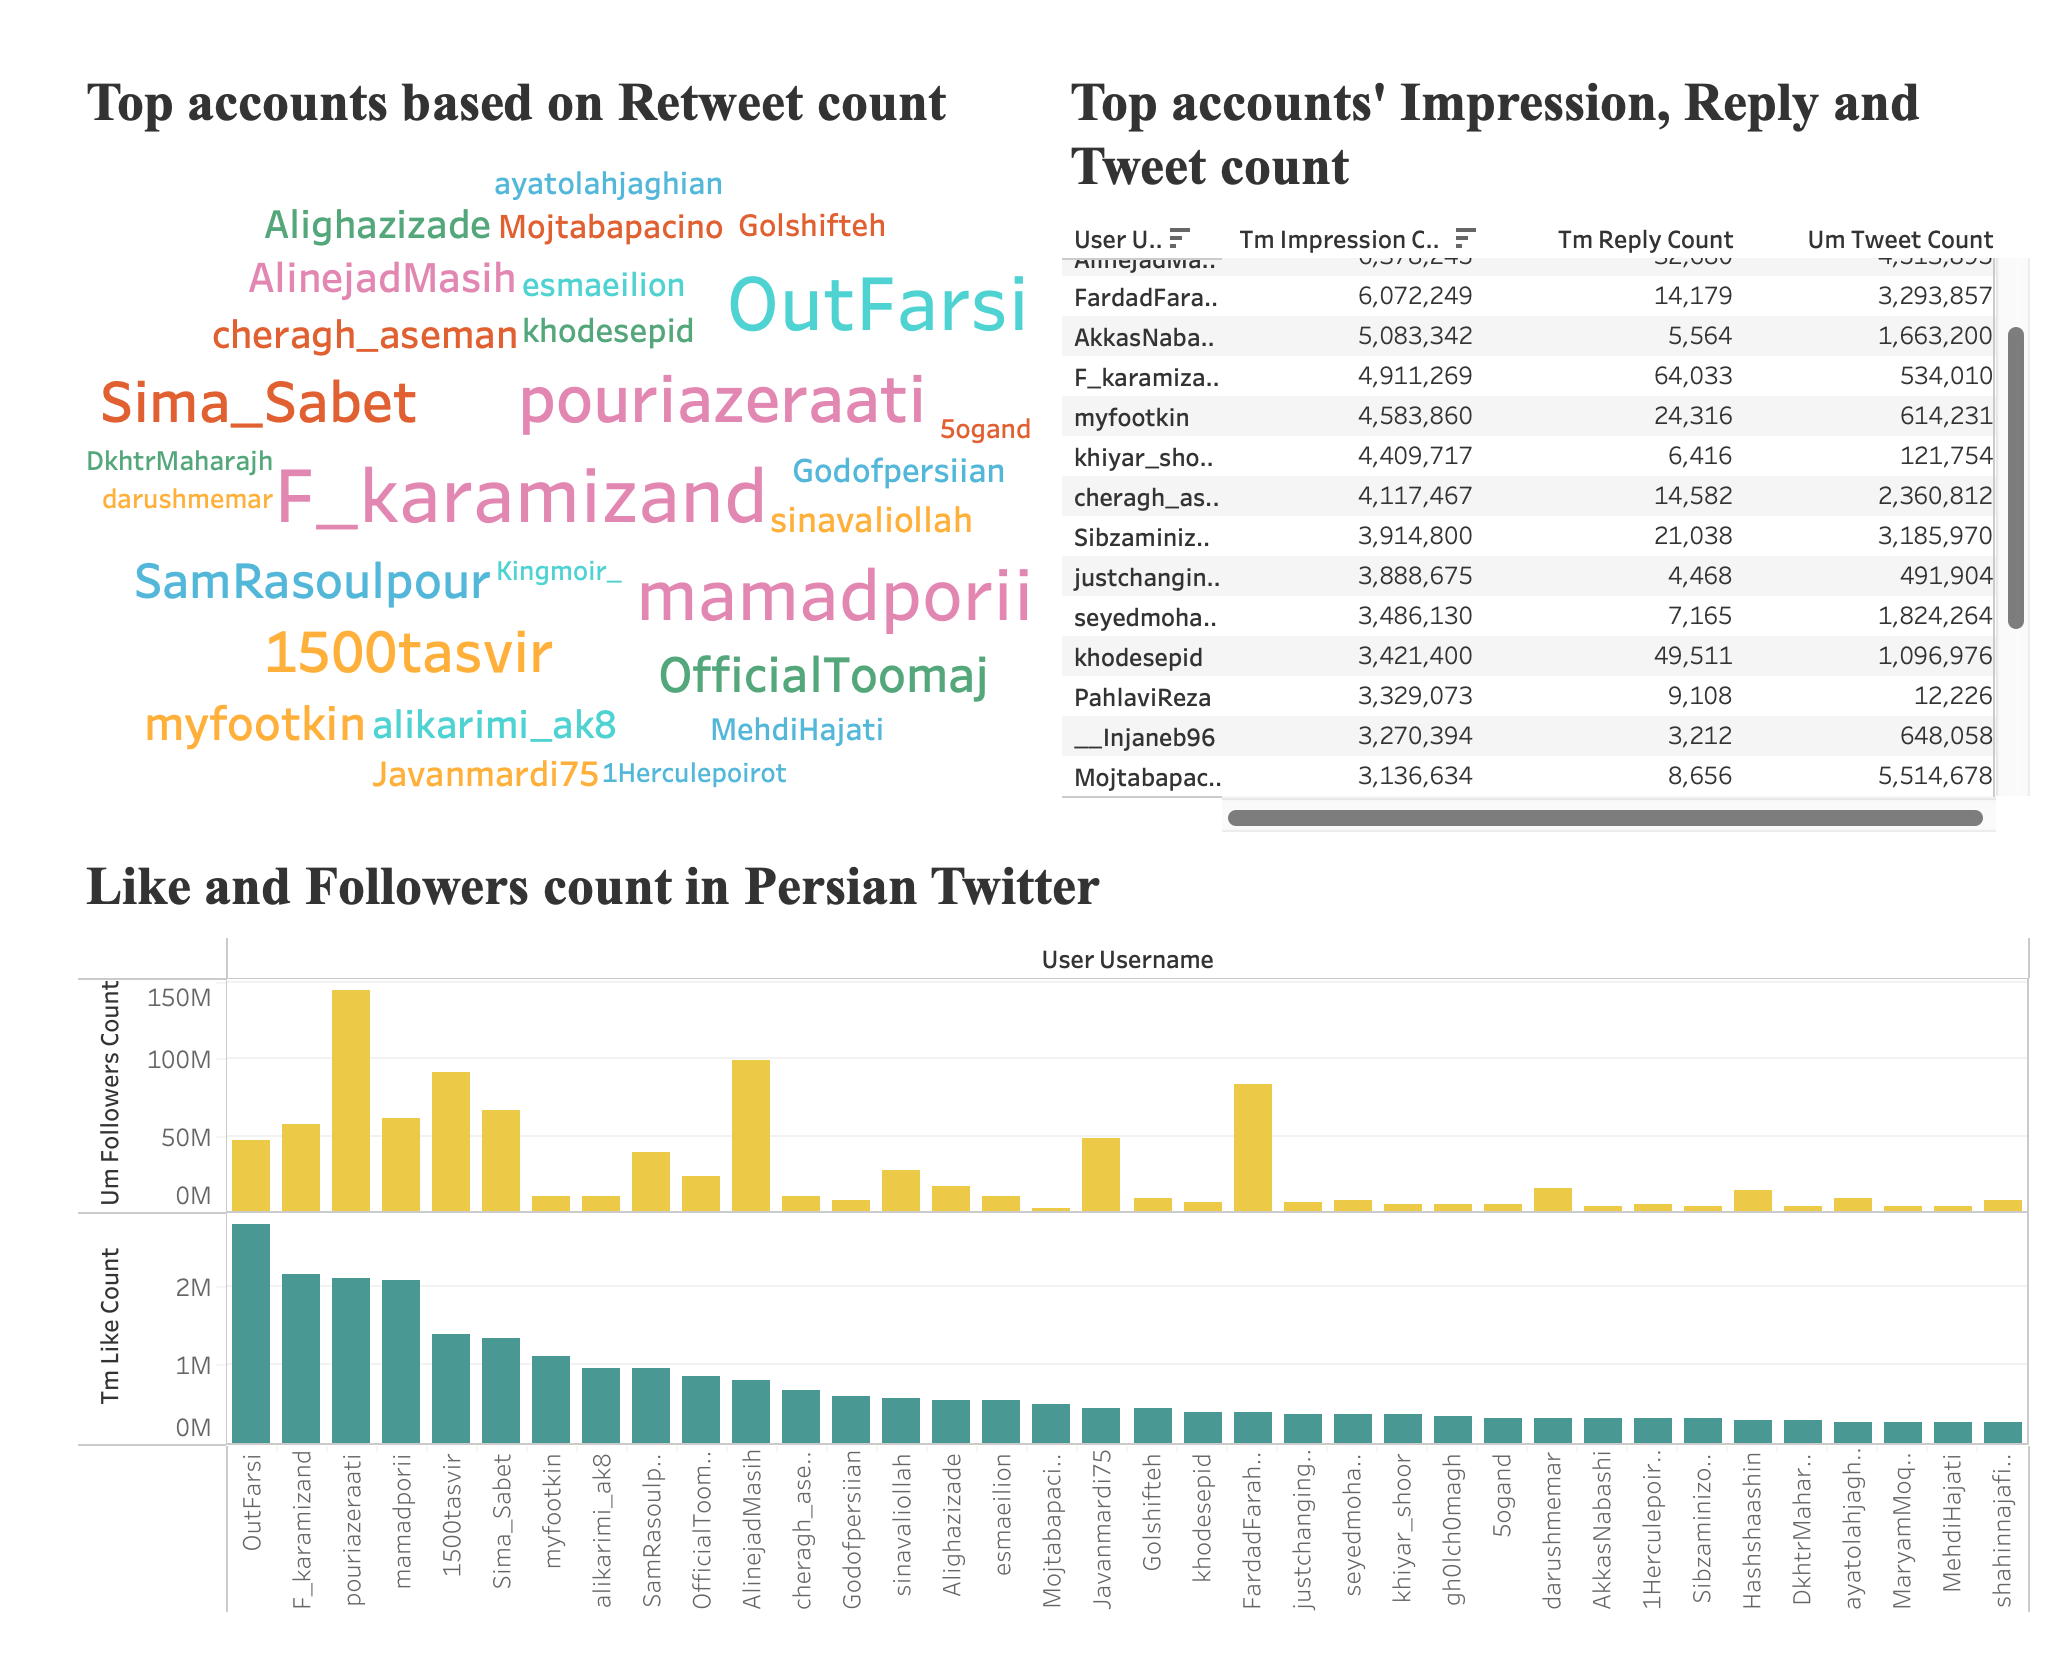 Top accounts based on Retweet count
ayatolahjaghian
Alighazizade Mojtabapacino Golshifteh
AlinejadMasih esmaeilion OutFarsi
cheragh_aseman khodesepid
Sima_Sabet pouriazeraati
5ogand
DkhtrMaharajh Godofpersiian
darushmemar F_karamizand sinavaliollah
SamRasoulpour Kingmoir_ mamadporii
1500tasvir OfficialToomaj
myfootkin alikarimi_ak8 MehdiHajati
Javanmardi75 1Herculepoirot
Top accounts' Impression, Reply and
Tweet count
User U.. Tm Impression C.. Tm Reply Count Um Tweet Count
AlinejadMa.. 6,378,243 32,680 4,313,893
FardadFara.. 6,072,249 14,179 3,293,857
AkkasNaba.. 5,083,342 5,564 1,663,200
F_karamiza.. 4,911,269 64,033 534,010
myfootkin 4,583,860 24,316 614,231
khiyar_sho.. 4,409,717 6,416 121,754
cheragh_as.. 4,117,467 14,582 2,360,812
Sibzaminiz.. 3,914,800 21,038 3,185,970
justchangin.. 3,888,675 4,468 491,904
seyedmoha.. 3,486,130 7,165 1,824,264
khodesepid 3,421,400 49,511 1,096,976
PahlaviReza 3,329,073 9,108 12,226
__Injaneb96 3,270,394 3,212 648,058
Mojtabapac.. 3,136,634 8,656 5,514,678
Like and Followers count in Persian Twitter
User Username
Um Followers Count
150M
100M
50M
0M
Tm Like Count
2M
1M
0M
OutFarsi
F_karamizand
pouriazeraati
mamadporii
1500tasvir
Sima_Sabet
myfootkin
alikarimi_ak8
SamRasoulp..
OfficialToom..
AlinejadMasih
cheragh_ase..
Godofpersiian
sinavaliollah
Alighazizade
esmaeilion
Mojtabapaci..
Javanmardi75
Golshifteh
khodesepid
FardadFarah..
justchanging..
seyedmoha..
khiyar_shoor
gh0lch0magh
5ogand
darushmemar
AkkasNabashi
1Herculepoir..
Sibzaminizo..
Hashshaashin
DkhtrMahar..
ayatolahjagh..
MaryamMoq..
MehdiHajati
shahinnajafi..